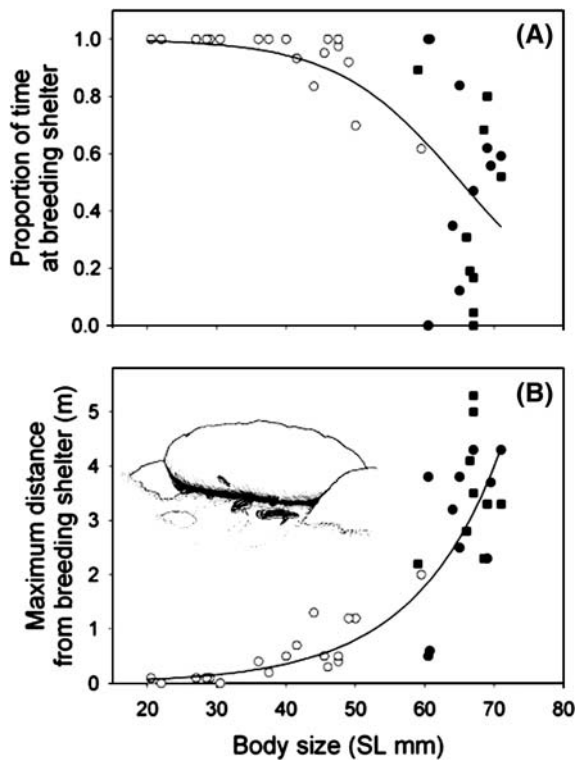 (A)
Proportion of time
at breeding shelter
1.0
0.8
0.6
0.4
0.2
0.0
(B)
Maximum distance
from breeding shelter (m)
5
4
3
2
1
0
20 30 40 50 60 70 80
Body size (SL mm)